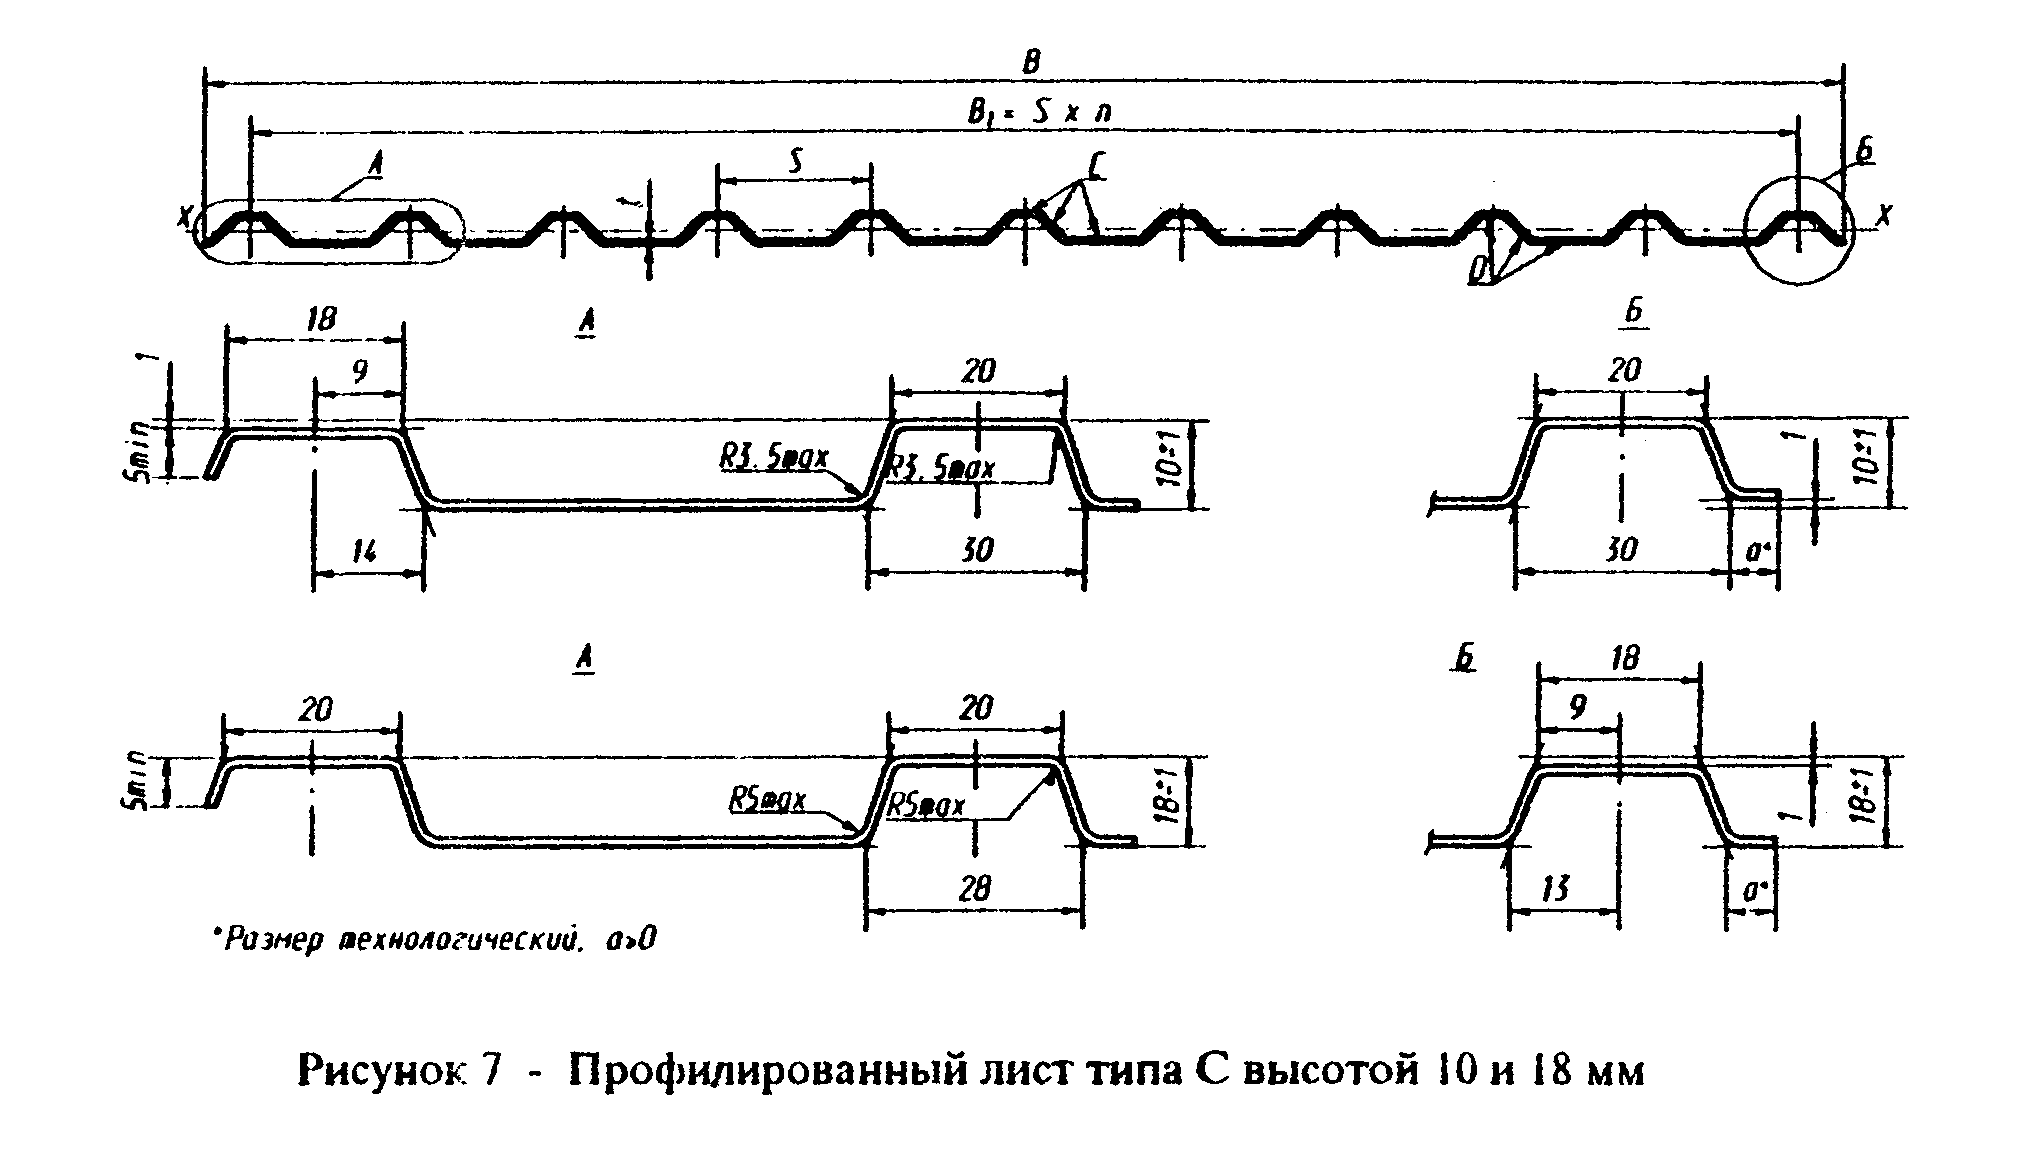 B
B₁ = S x n
A
S
C
Б
t
X
X
D
A
Б
18
1
9
20
20
5min
R3.5max
R3.5max
10±1
1
10±1
14
30
30
a*
A
Б
20
20
18
9
5min
R5max
R5max
18±1
1
18±1
28
13
a*
*Размер технологический. a>0
Рисунок 7 - Профилированный лист типа С высотой 10 и 18 мм